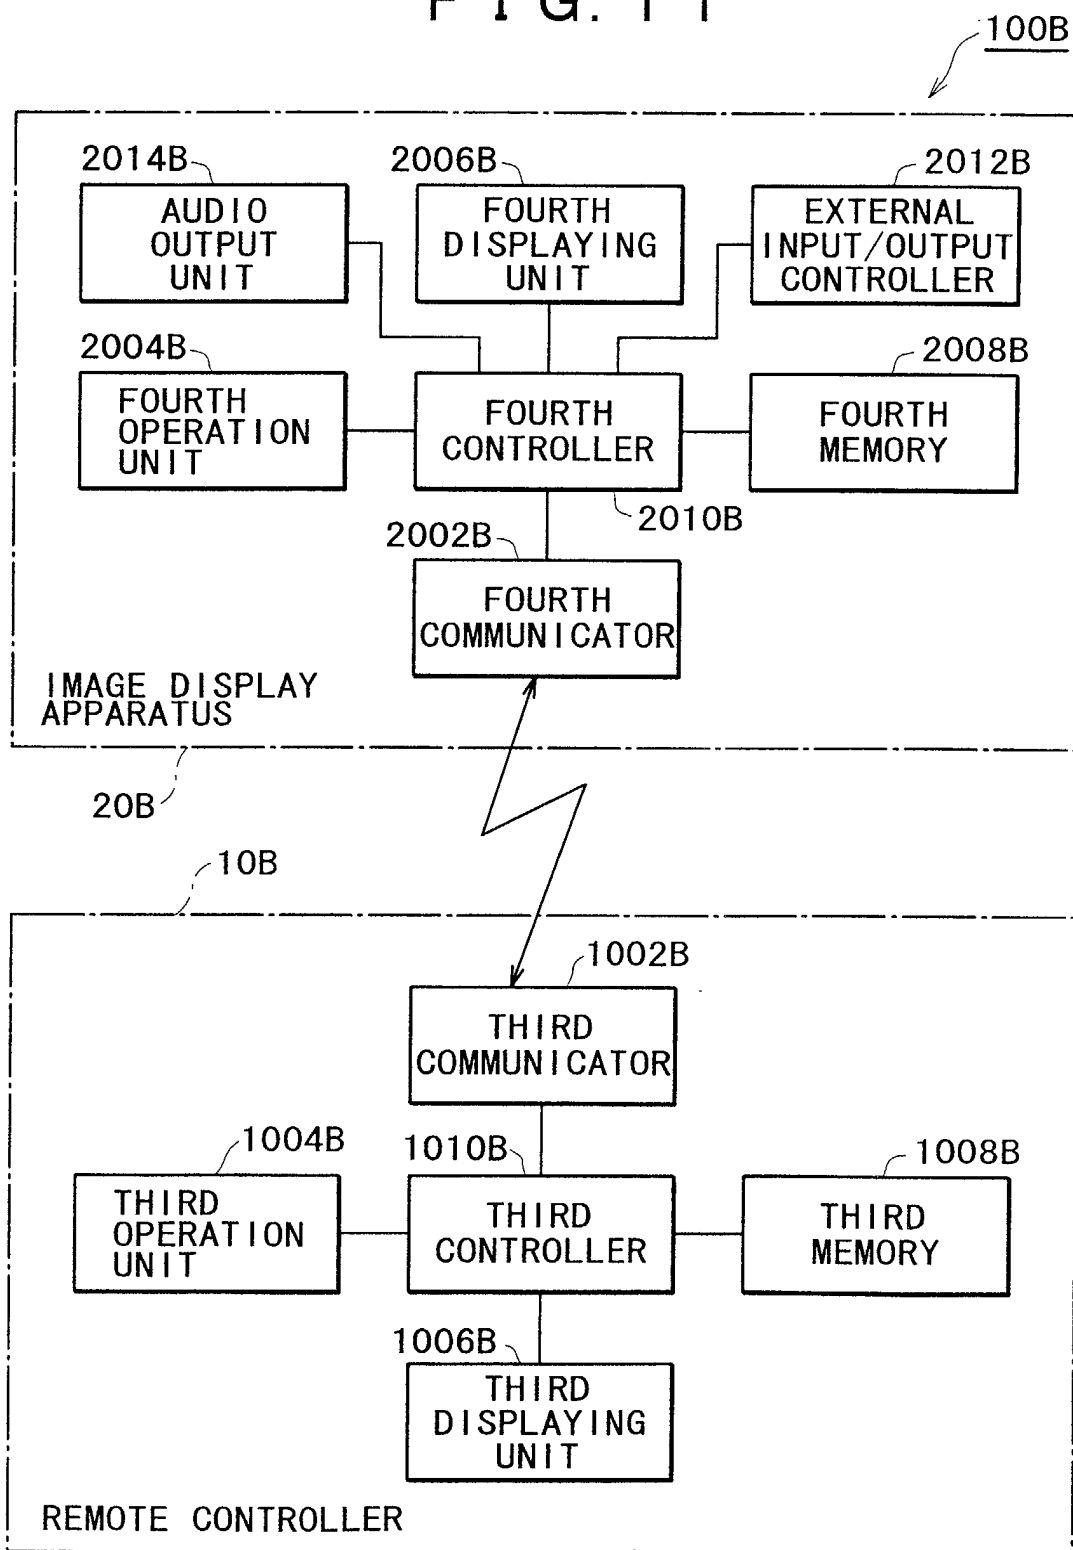 FIG. 11
100B
2014B
2006B
2012B
AUDIO
OUTPUT
UNIT
FOURTH
DISPLAYING
UNIT
EXTERNAL
INPUT/OUTPUT
CONTROLLER
2004B
2008B
FOURTH
OPERATION
UNIT
FOURTH
CONTROLLER
FOURTH
MEMORY
2010B
2002B
FOURTH
COMMUNICATOR
IMAGE DISPLAY
APPARATUS
20B
10B
1002B
THIRD
COMMUNICATOR
1004B
1010B
1008B
THIRD
OPERATION
UNIT
THIRD
CONTROLLER
THIRD
MEMORY
1006B
THIRD
DISPLAYING
UNIT
REMOTE CONTROLLER